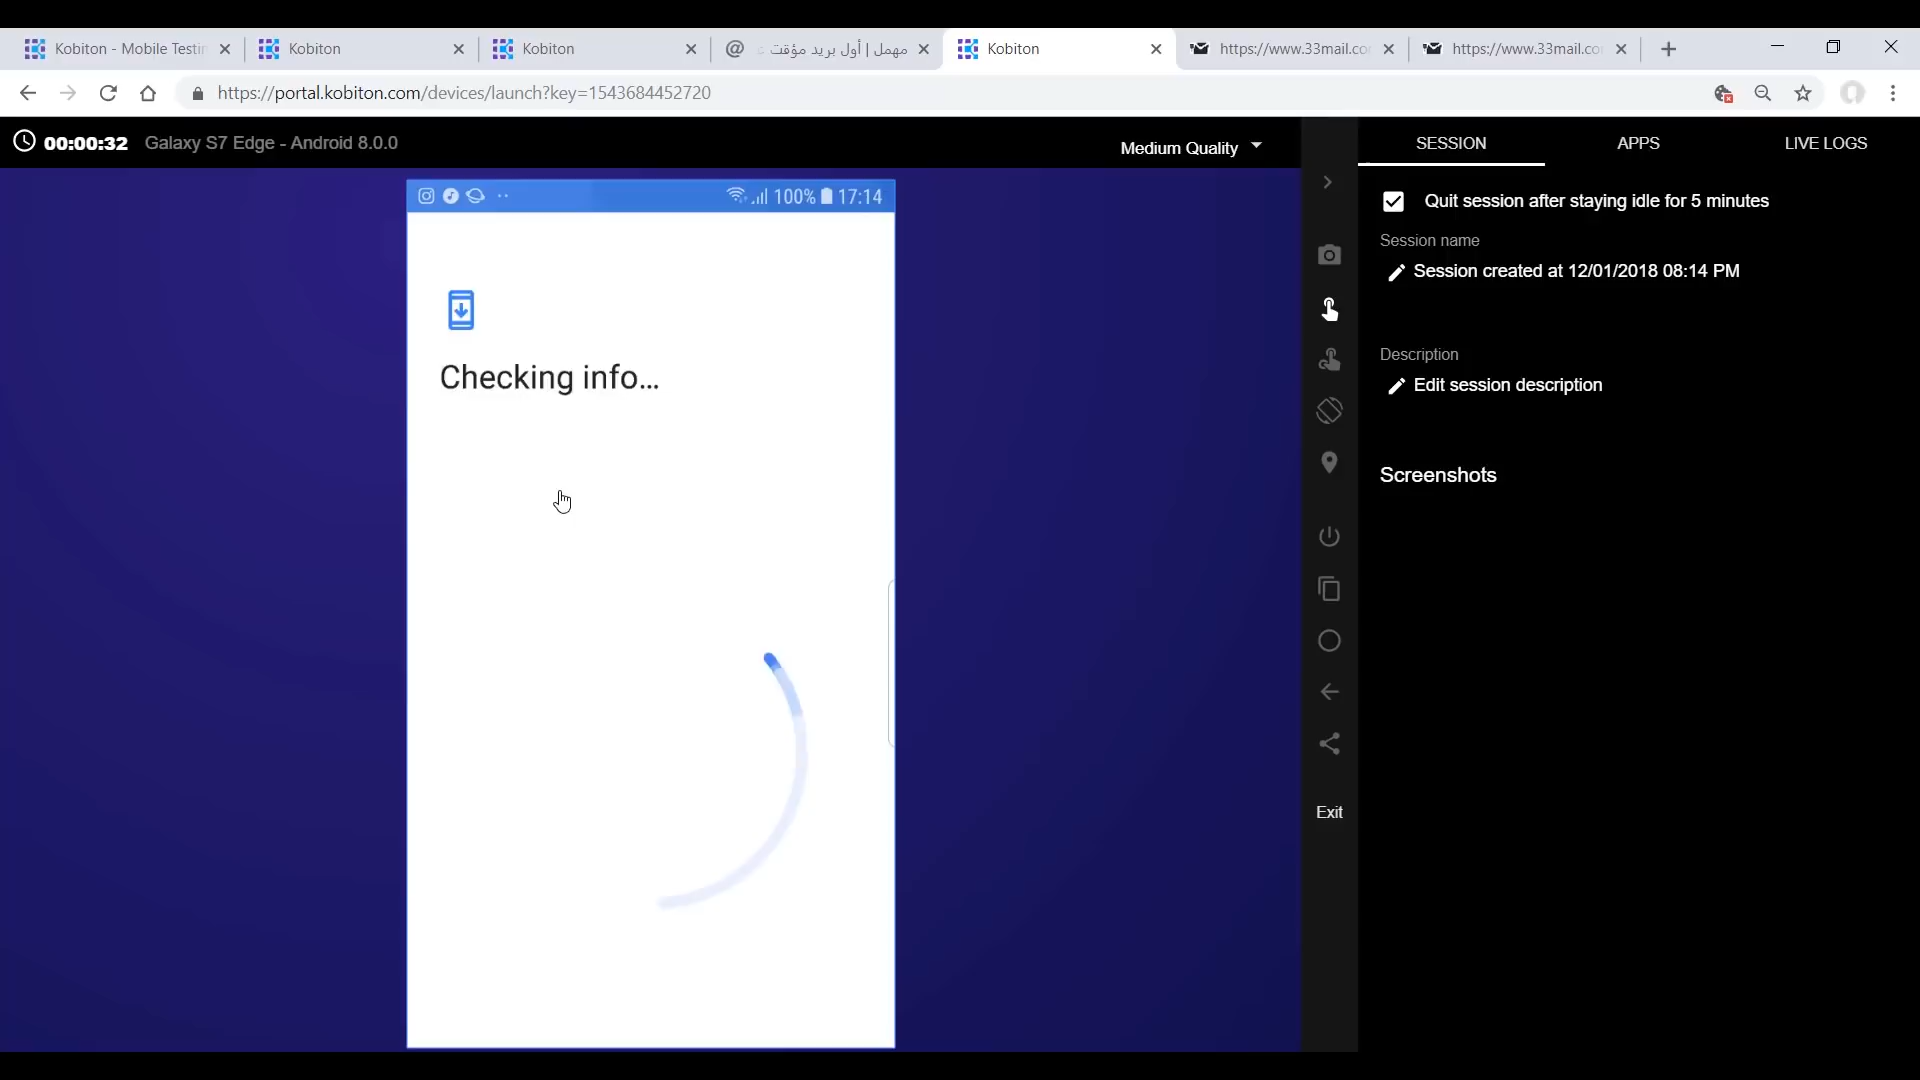 Kobiton - Mobile Testin
Kobiton
Kobiton
@ مهمل | أول بريد مؤقت
Kobiton
https://www.33mail.co
https://www.33mail.co
https://portal.kobiton.com/devices/launch?key=1543684452720
00:00:32 Galaxy S7 Edge - Android 8.0.0
Medium Quality
SESSION
APPS
LIVE LOGS
100% 17:14
Checking info...
Quit session after staying idle for 5 minutes
Session name
Session created at 12/01/2018 08:14 PM
Description
Edit session description
Screenshots
Exit